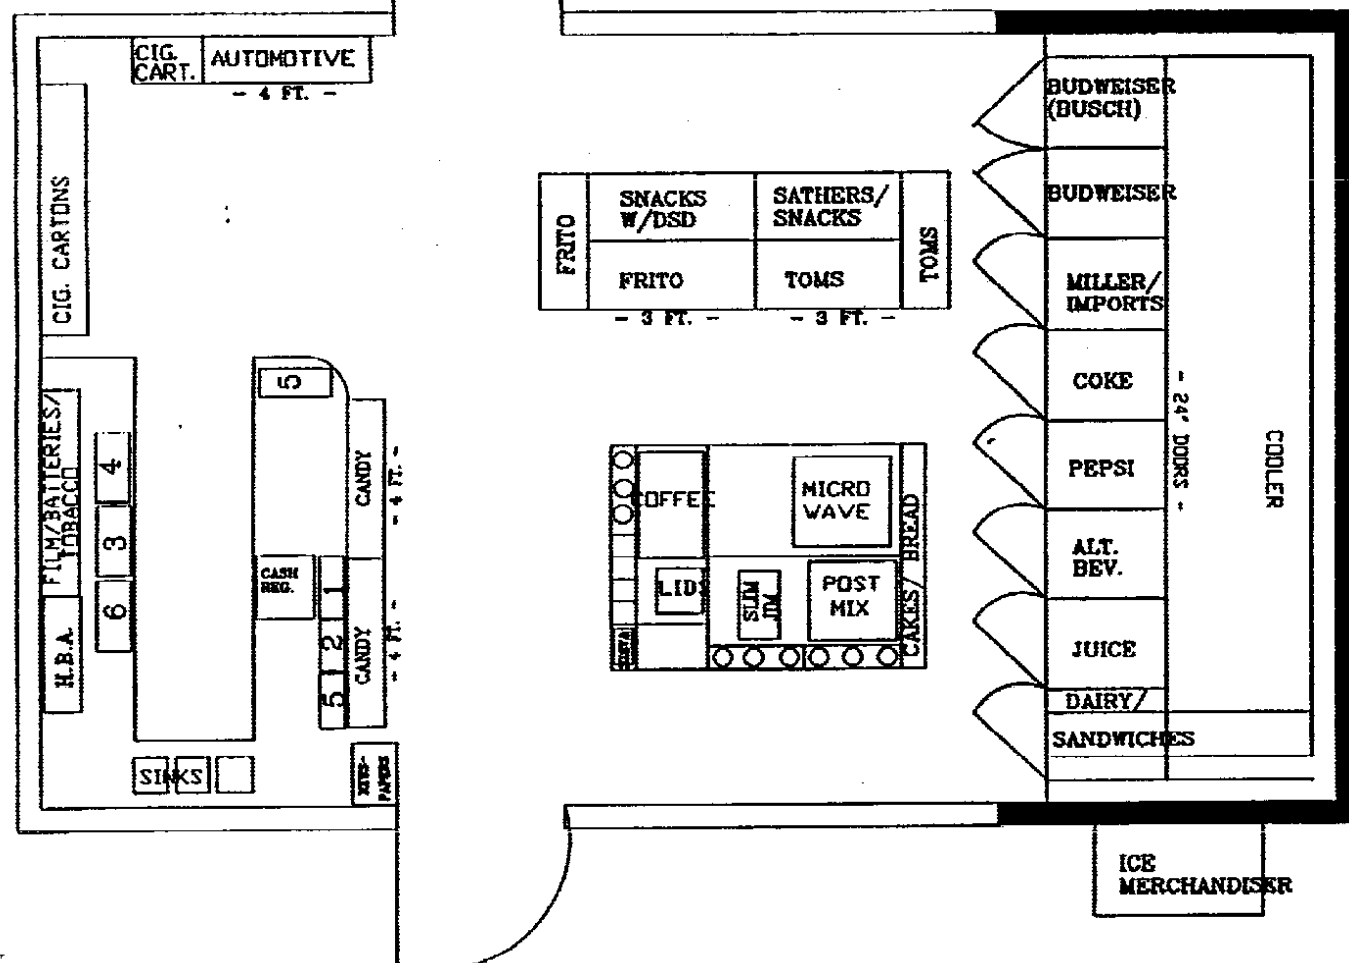 CIG.
CART.
AUTOMOTIVE
- 4 FT. -
CIG. CARTONS
FILM/BATTERIES/
TOBACCO
H.B.A.
4
3
6
5
CASH
REG.
1
2
5
CANDY
- 4 FT. -
CANDY
- 4 FT. -
SINKS
NEWS-
PAPERS
FRITO
SNACKS
W/DSD
SATHERS/
SNACKS
FRITO
TOMS
TOMS
- 3 FT. -
- 3 FT. -
COFFEE
MICRO
WAVE
LIDS
SLIM
JIM
POST
MIX
CAKES/ BREAD
BUDWEISER
(BUSCH)
BUDWEISER
MILLER/
IMPORTS
COKE
PEPSI
ALT.
BEV.
JUICE
DAIRY/
SANDWICHES
- 24" DOORS -
COOLER
ICE
MERCHANDISER